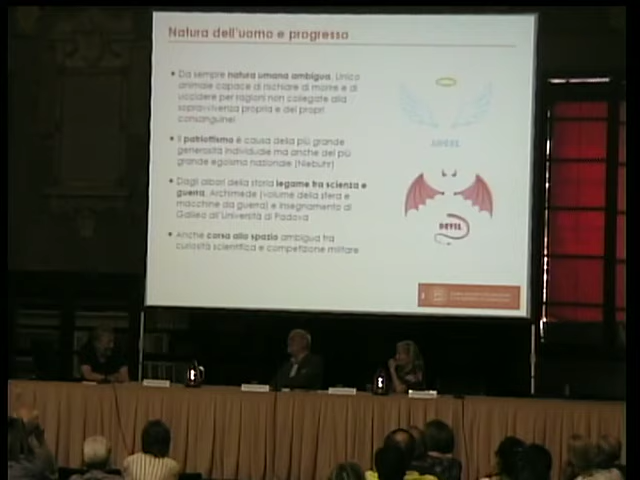 Natura dell'uomo e progresso
• Da sempre natura umana ambigua. Unico
animale capace di rischiare di morire e di
uccidere per ragioni non collegate alla
sopravvivenza propria e dei propri
consanguinei
• Il patriottismo è causa della più grande
generosità individuale ma anche del più
grande egoismo nazionale (Niebuhr)
• Dagli albori della storia legame tra scienza e
guerra. Archimede (volume della sfera e
macchine da guerra) e insegnamento di
Galileo all'Università di Padova
• Anche corsa allo spazio ambigua tra
curiosità scientifica e competizione militare
ANGEL
DEVIL